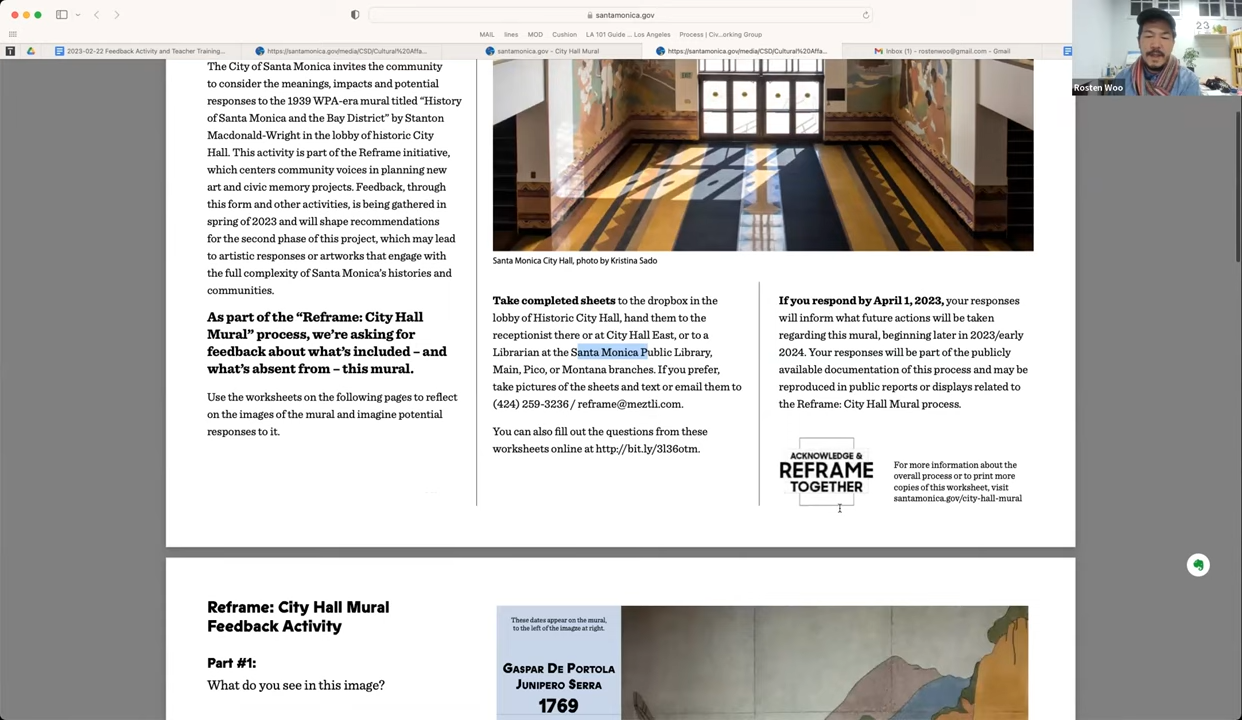 santamonica.gov
MAIL lines MOD Cushion LA 101 Guide ... Los Angeles Process | Civ...orking Group
2023-02-22 Feedback Activity and Teacher Training...
https://santamonica.gov/media/CSD/Cultural%20Affa...
santamonica.gov - City Hall Mural
https://santamonica.gov/media/CSD/Cultural%20Affa...
Inbox (1) - rostenwoo@gmail.com - Gmail
23
Rosten Woo
The City of Santa Monica invites the community
to consider the meanings, impacts and potential
responses to the 1939 WPA-era mural titled “History
of Santa Monica and the Bay District” by Stanton
Macdonald-Wright in the lobby of historic City
Hall. This activity is part of the Reframe initiative,
which centers community voices in planning new
art and civic memory projects. Feedback, through
this form and other activities, is being gathered in
spring of 2023 and will shape recommendations
for the second phase of this project, which may lead
to artistic responses or artworks that engage with
the full complexity of Santa Monica’s histories and
communities.
As part of the “Reframe: City Hall
Mural” process, we’re asking for
feedback about what’s included – and
what’s absent from – this mural.
Use the worksheets on the following pages to reflect
on the images of the mural and imagine potential
responses to it.
Santa Monica City Hall, photo by Kristina Sado
Take completed sheets to the dropbox in the
lobby of Historic City Hall, hand them to the
receptionist there or at City Hall East, or to a
Librarian at the Santa Monica Public Library,
Main, Pico, or Montana branches. If you prefer,
take pictures of the sheets and text or email them to
(424) 259-3236 / reframe@meztli.com.
You can also fill out the questions from these
worksheets online at http://bit.ly/3l36otm.
If you respond by April 1, 2023, your responses
will inform what future actions will be taken
regarding this mural, beginning later in 2023/early
2024. Your responses will be part of the publicly
available documentation of this process and may be
reproduced in public reports or displays related to
the Reframe: City Hall Mural process.
ACKNOWLEDGE &
REFRAME
TOGETHER
For more information about the
overall process or to print more
copies of this worksheet, visit
santamonica.gov/city-hall-mural
Reframe: City Hall Mural
Feedback Activity
Part #1:
What do you see in this image?
These dates appear on the mural,
to the left of the imagze at right.
Gaspar De Portola
Junipero Serra
1769